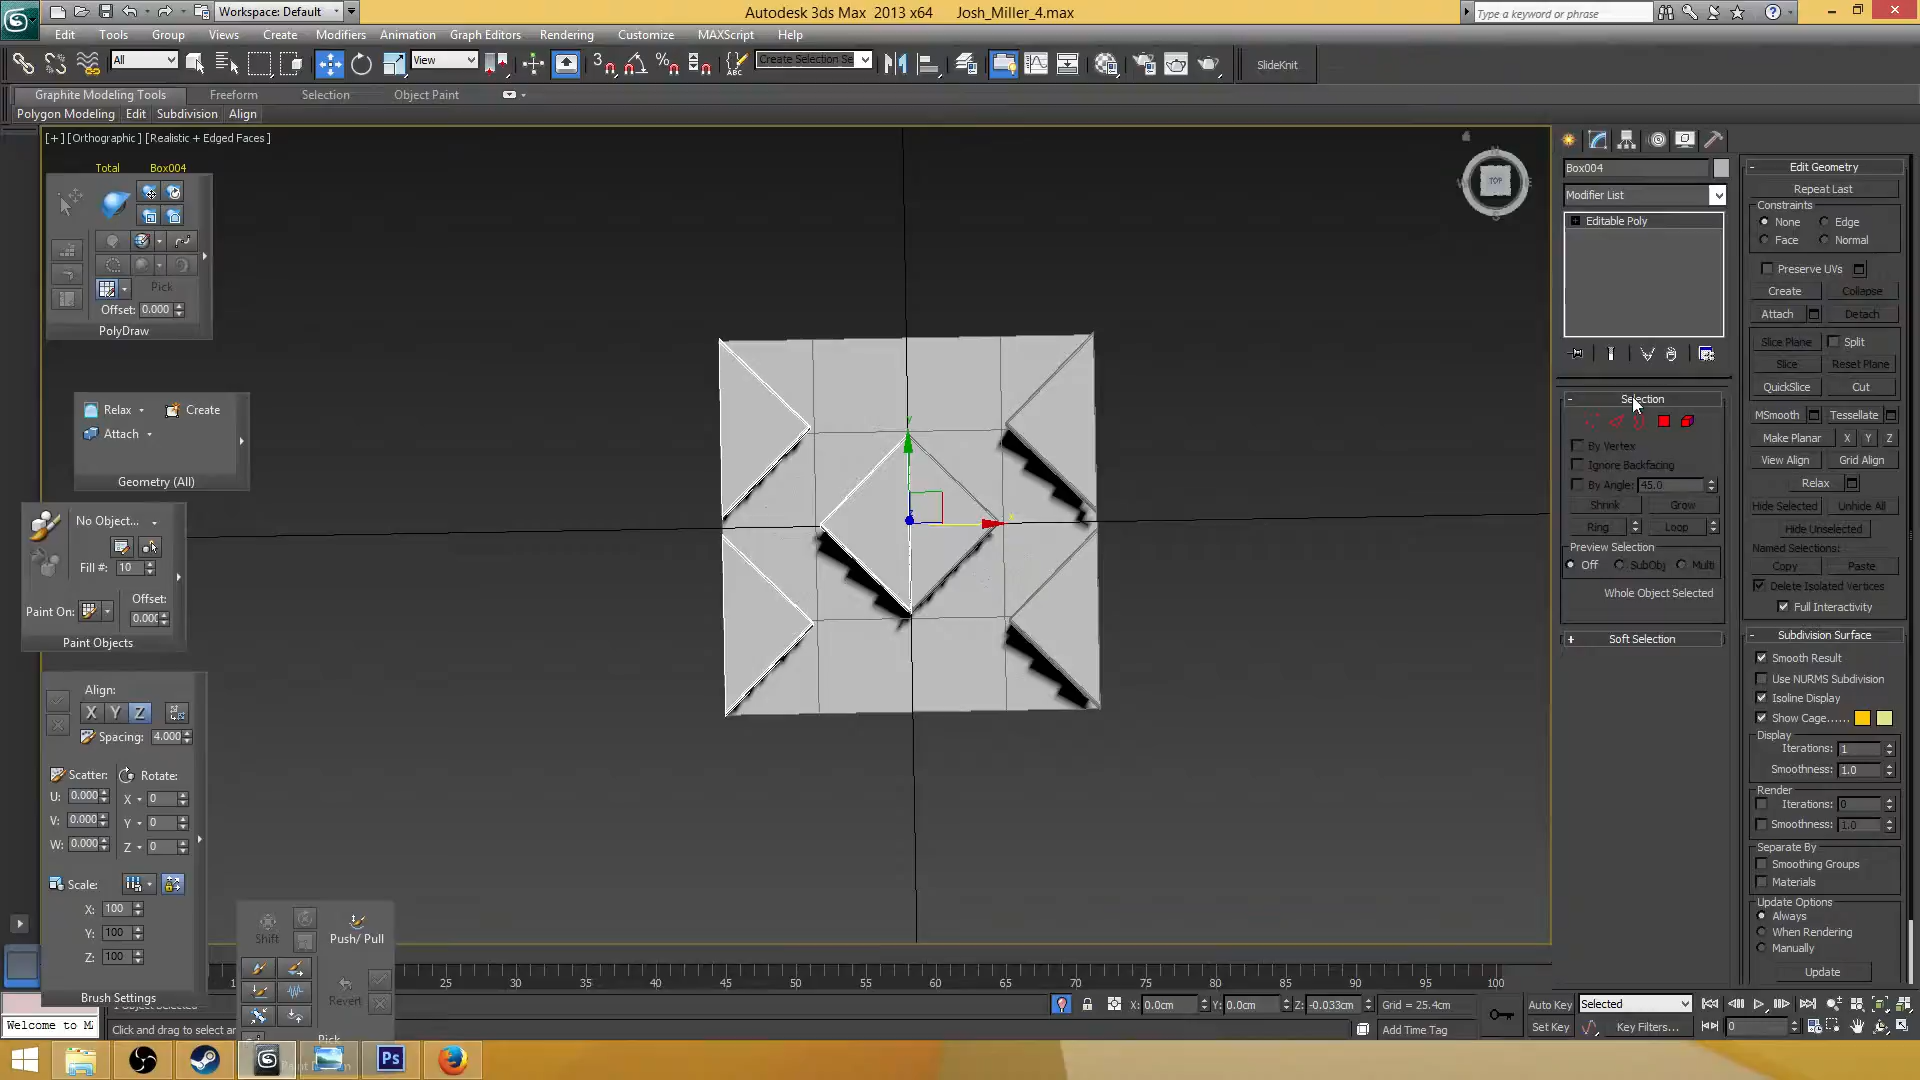 Workspace: Default
Autodesk 3ds Max 2013 x64 Josh_Miller_4.max
Type a keyword or phrase
Edit Tools Group Views Create Modifiers Animation Graph Editors Rendering Customize MAXScript Help
All View Create Selection Se SlideKnit
Graphite Modeling Tools Freeform Selection Object Paint
Polygon Modeling Edit Subdivision Align
[+] [Orthographic] [Realistic + Edged Faces]
Total Box004
Pick
Offset: 0.000
PolyDraw
Relax Create
Attach
Geometry (All)
No Object...
Fill #: 10
Offset:
Paint On: 0.000
Paint Objects
Align:
X Y Z
Spacing: 4.000
Scatter: Rotate:
U: 0.000 X 0
V: 0.000 Y 0
W: 0.000 Z 0
Scale:
X: 100
Y: 100
Z: 100
Brush Settings
Shift Push/ Pull
Revert
Pick
TOP
Box004
Modifier List
Editable Poly
Selection
By Vertex
Ignore Backfacing
By Angle: 45.0
Shrink Grow
Ring Loop
Preview Selection
Off SubObj Multi
Whole Object Selected
Soft Selection
Edit Geometry
Repeat Last
Constraints
None Edge
Face Normal
Preserve UVs
Create Collapse
Attach Detach
Slice Plane Split
Slice Reset Plane
QuickSlice Cut
MSmooth Tessellate
Make Planar X Y Z
View Align Grid Align
Relax
Hide Selected Unhide All
Hide Unselected
Named Selections:
Copy Paste
Delete Isolated Vertices
Full Interactivity
Subdivision Surface
Smooth Result
Use NURMS Subdivision
Isoline Display
Show Cage......
Display
Iterations: 1
Smoothness: 1.0
Render
Iterations: 0
Smoothness: 1.0
Separate By
Smoothing Groups
Materials
Update Options
Always
When Rendering
Manually
Update
25 30 35 40 45 50 55 60 65 70 75 80 85 90 95 100
X: 0.0cm Y: 0.0cm Z: -0.033cm Grid = 25.4cm
Auto Key Selected
Welcome to M
Click and drag to select an
Add Time Tag
Set Key Key Filters... 0
Ps